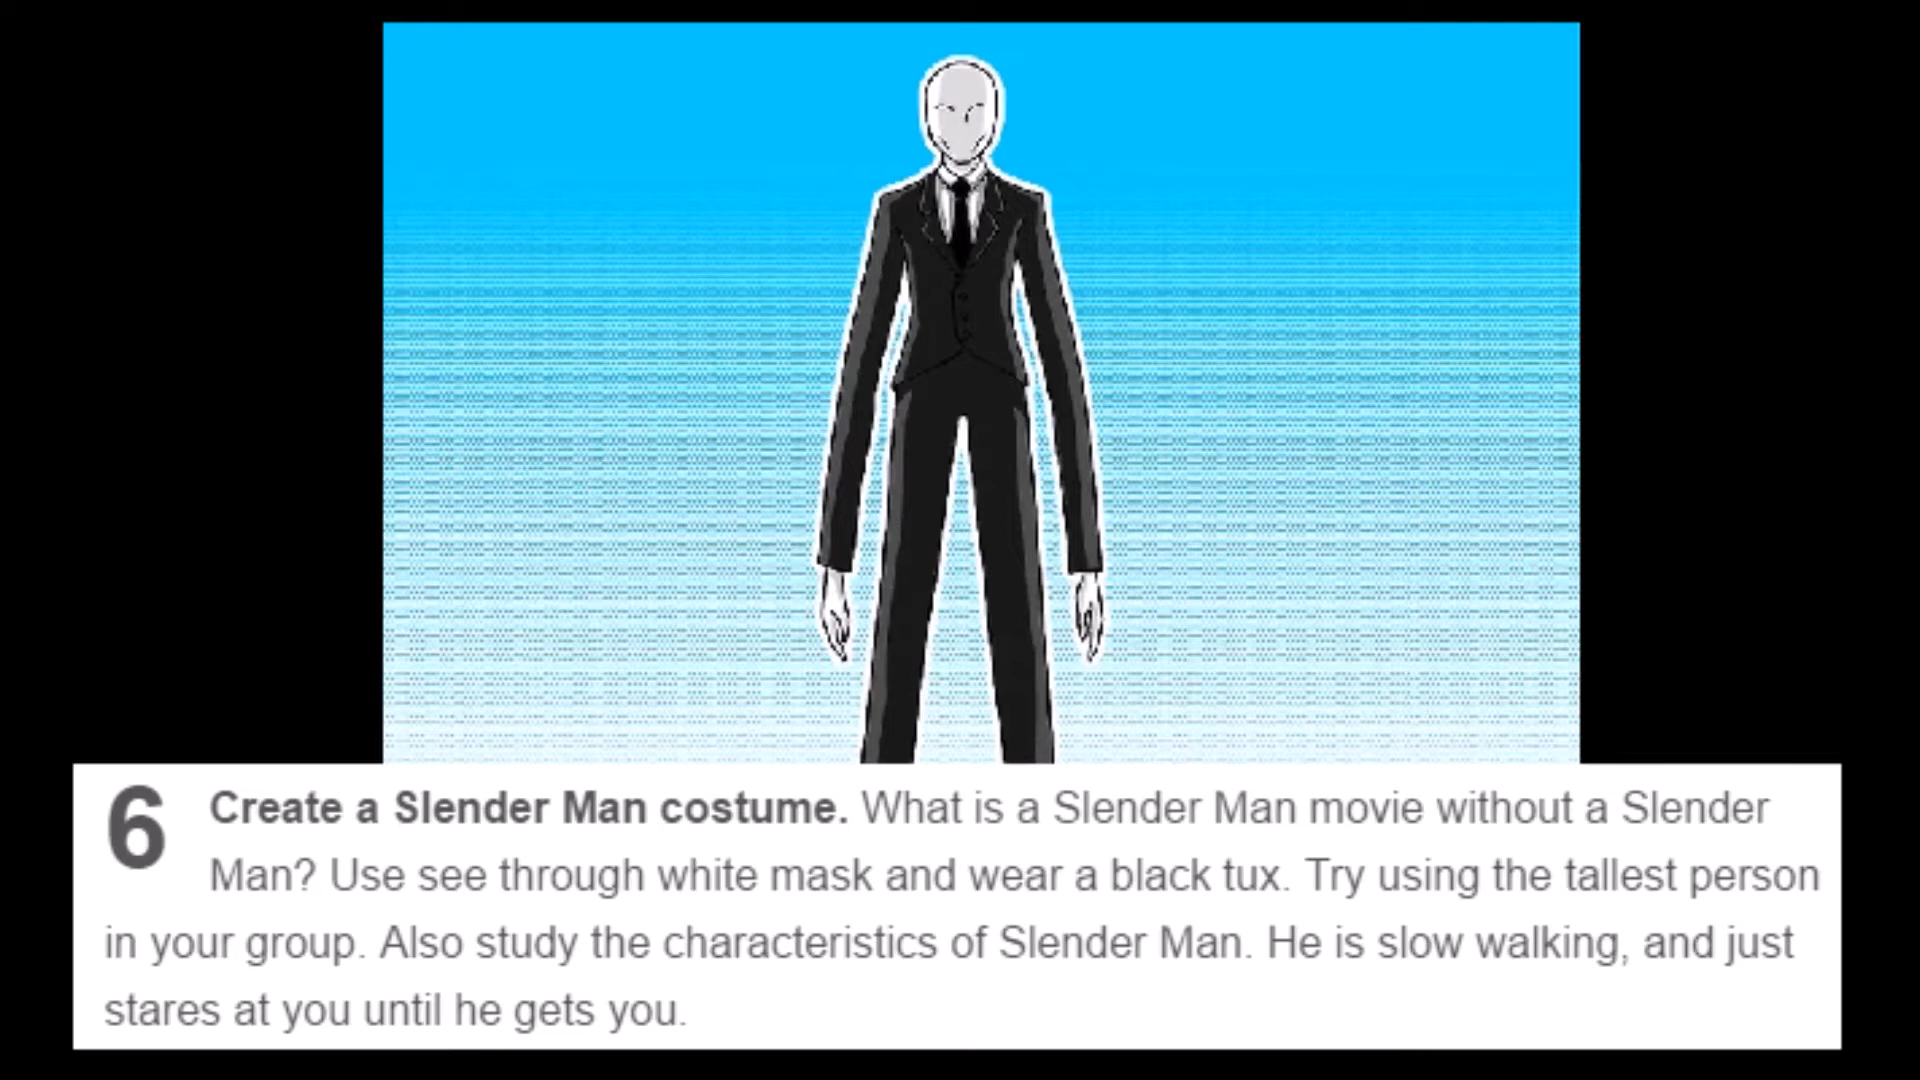 6 Create a Slender Man costume. What is a Slender Man movie without a Slender
Man? Use see through white mask and wear a black tux. Try using the tallest person
in your group. Also study the characteristics of Slender Man. He is slow walking, and just
stares at you until he gets you.